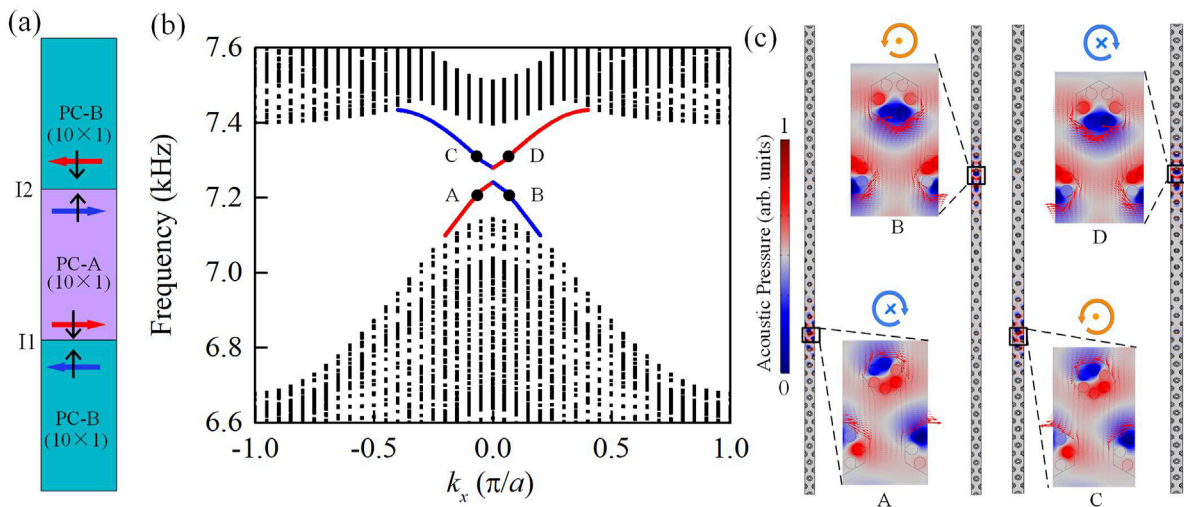 (a)
PC-B
(10×1)
I2
PC-A
(10×1)
I1
PC-B
(10×1)
(b)
Frequency (kHz)
7.6
7.4
7.2
7.0
6.8
6.6
C
D
A
B
-1.0
-0.5
0.0
0.5
1.0
kx (π/a)
(c)
Acoustic Pressure (arb. units)
1
0
B
D
A
C